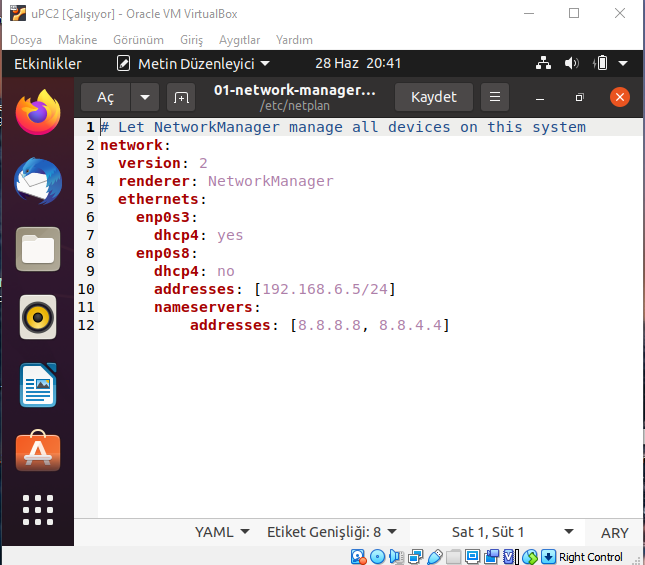 uPC2 [Çalışıyor] - Oracle VM VirtualBox
Dosya Makine Görünüm Giriş Aygıtlar Yardım
Etkinlikler Metin Düzenleyici 28 Haz 20:41
Aç 01-network-manager... Kaydet
/etc/netplan
1 # Let NetworkManager manage all devices on this system
2 network:
3   version: 2
4   renderer: NetworkManager
5   ethernets:
6     enp0s3:
7       dhcp4: yes
8     enp0s8:
9       dhcp4: no
10       addresses: [192.168.6.5/24]
11       nameservers:
12           addresses: [8.8.8.8, 8.8.4.4]
YAML Etiket Genişliği: 8 Sat 1, Süt 1 ARY
Right Control